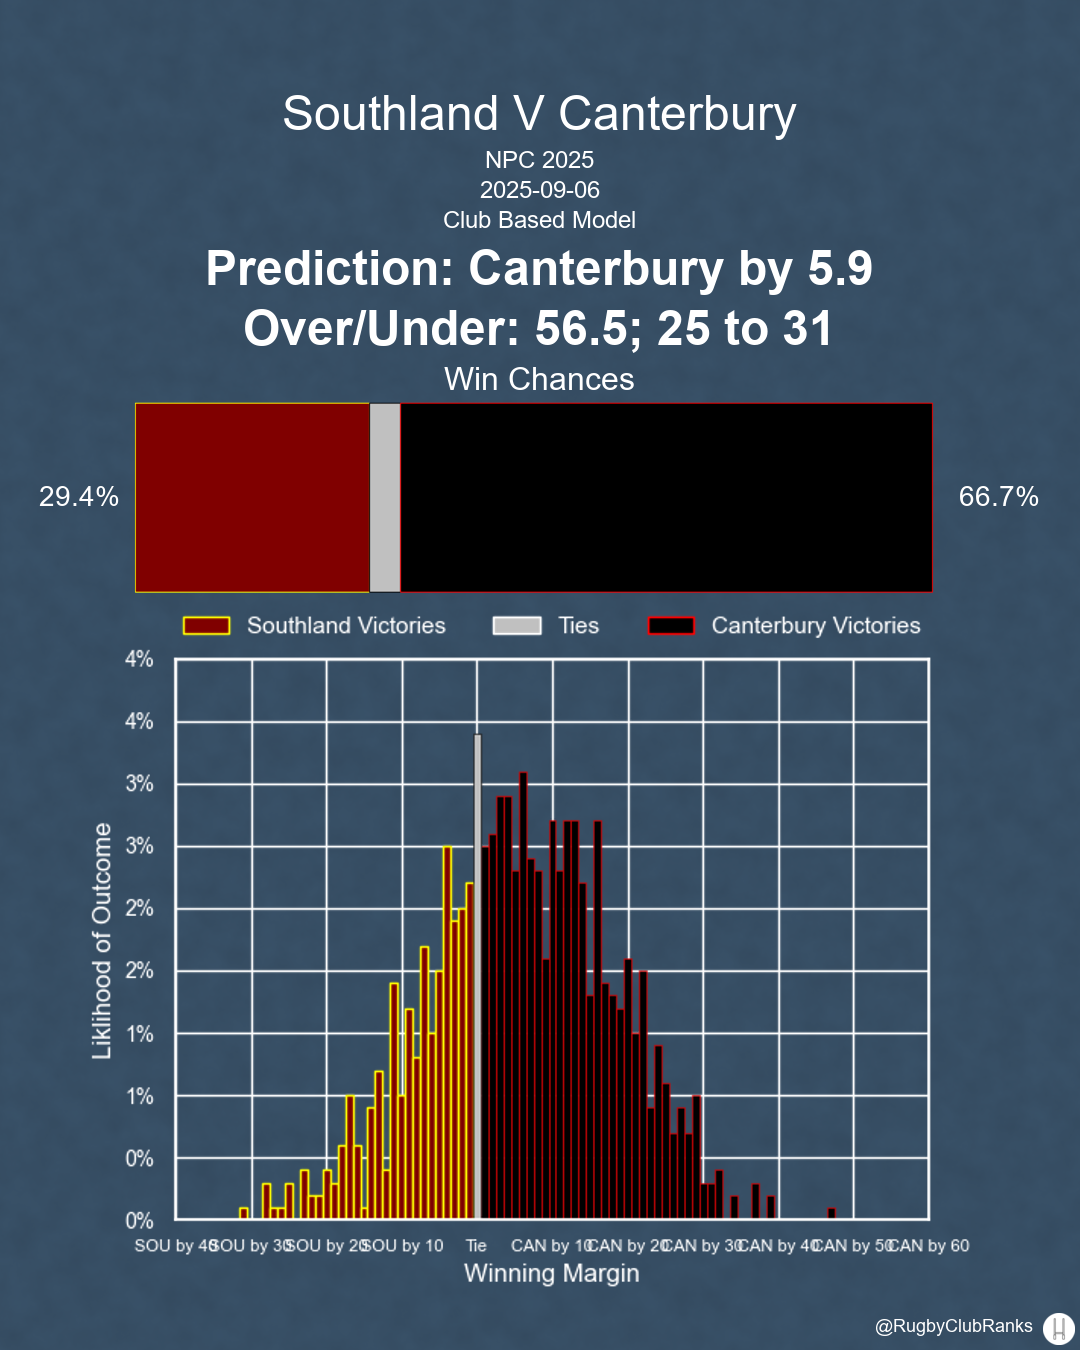 Southland V Canterbury
NPC 2025
2025-09-06
Club Based Model
Prediction: Canterbury by 5.9
Over/Under: 56.5; 25 to 31
Win Chances
29.4%
66.7%
Southland Victories
Ties
Canterbury Victories
4%
4%
3%
3%
2%
2%
1%
1%
0%
0%
Liklihood of Outcome
SOU by 40
SOU by 30
SOU by 20
SOU by 10
Tie
CAN by 10
CAN by 20
CAN by 30
CAN by 40
CAN by 50
CAN by 60
Winning Margin
@RugbyClubRanks